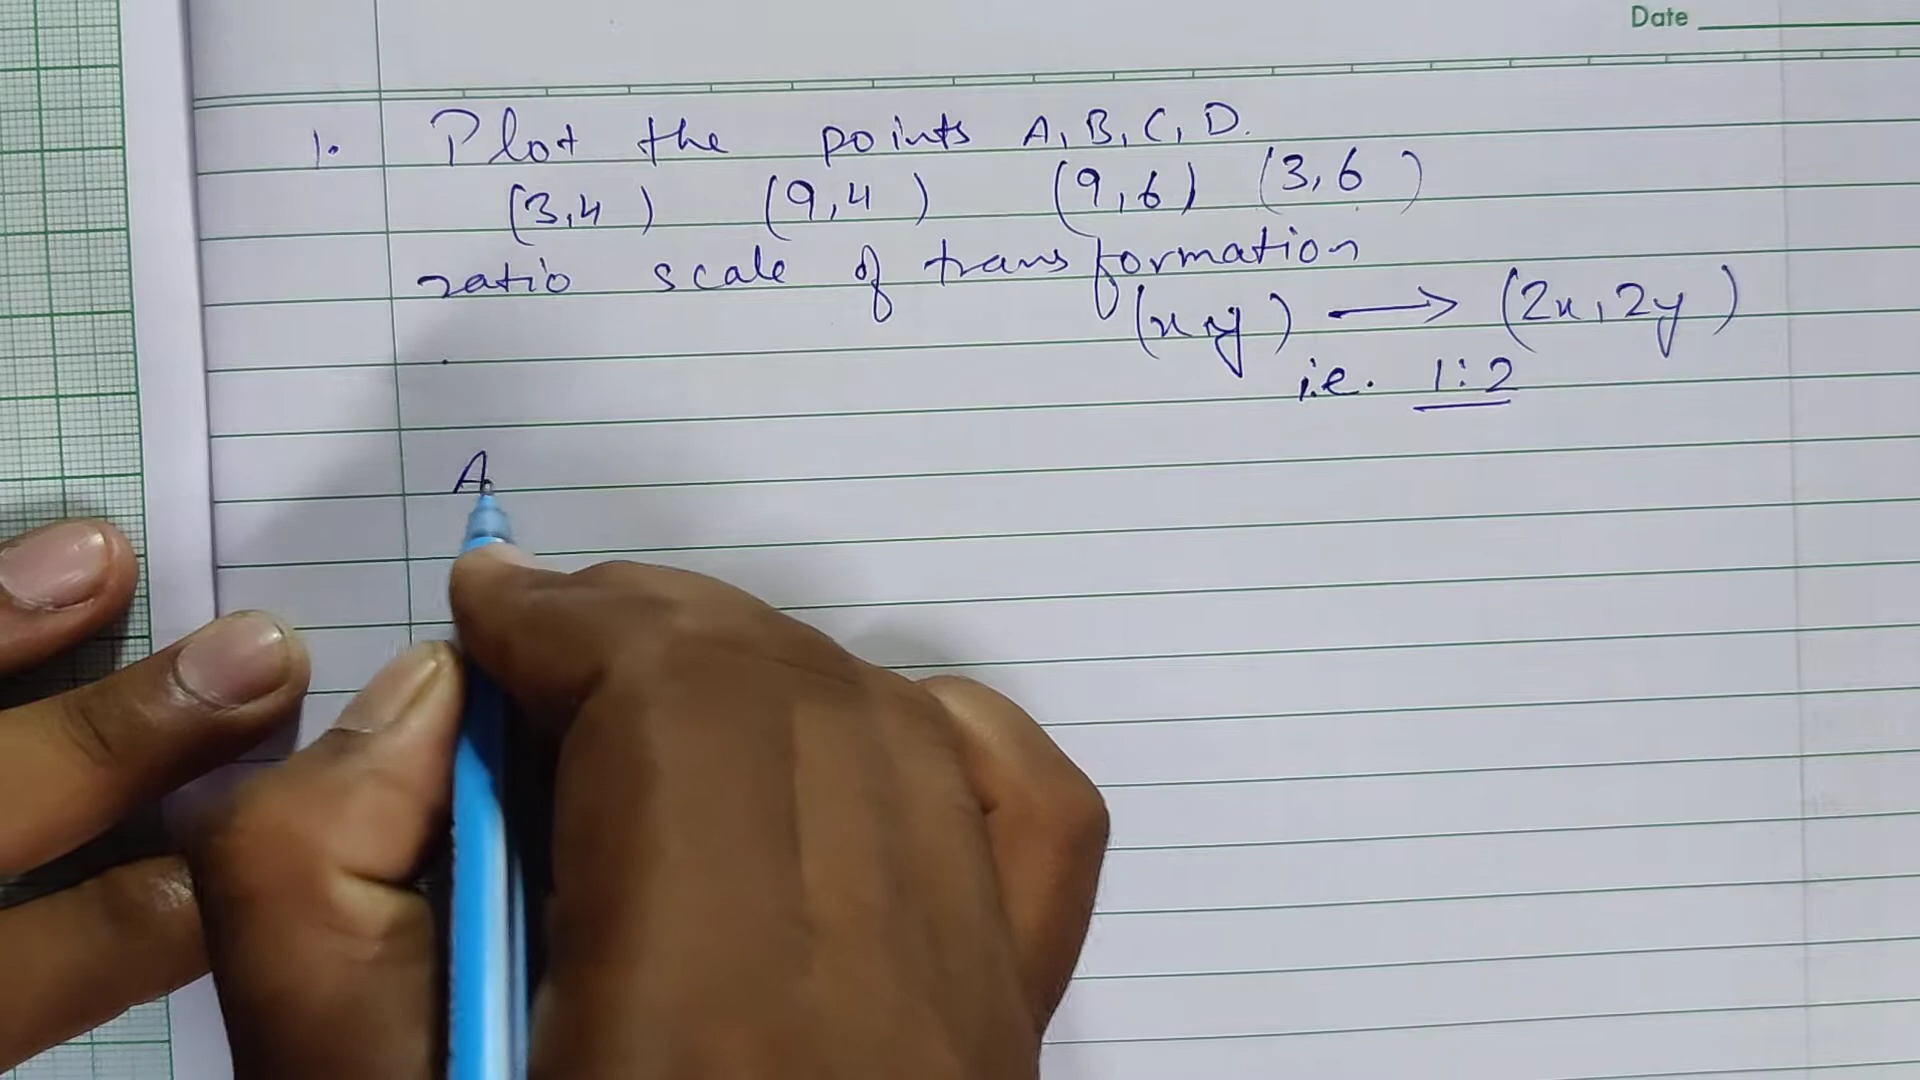 Date
1. Plot the points A, B, C, D.
(3,4) (9,4) (9,6) (3,6)
ratio scale of transformation
(x,y) → (2x, 2y)
i.e. 1:2
A